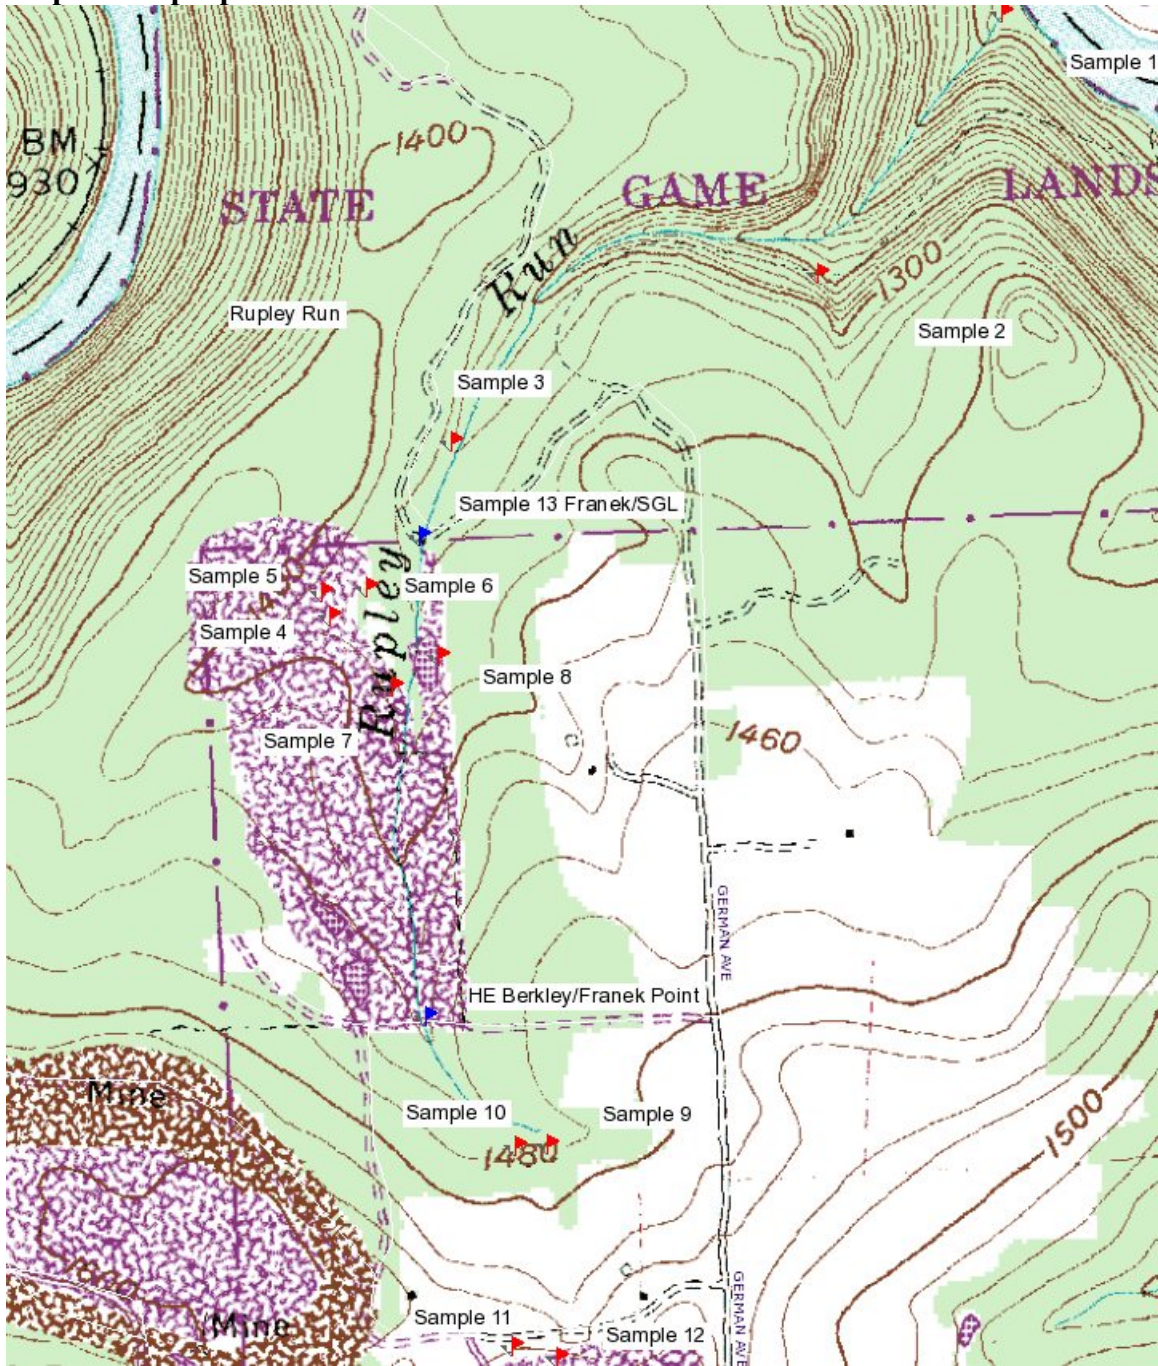 Sample 1
BM
930
1400
STATE GAME LANDS
Run
1300
Rupley Run
Sample 2
Sample 3
Sample 13 Franek/SGL
Rupley
Sample 5
Sample 6
Sample 4
Sample 8
Sample 7
1460
GERMAN AVE
HE Berkley/Franek Point
Mine
Sample 10
Sample 9
1480
1500
GERMAN AVE
Sample 11
Mine
Sample 12